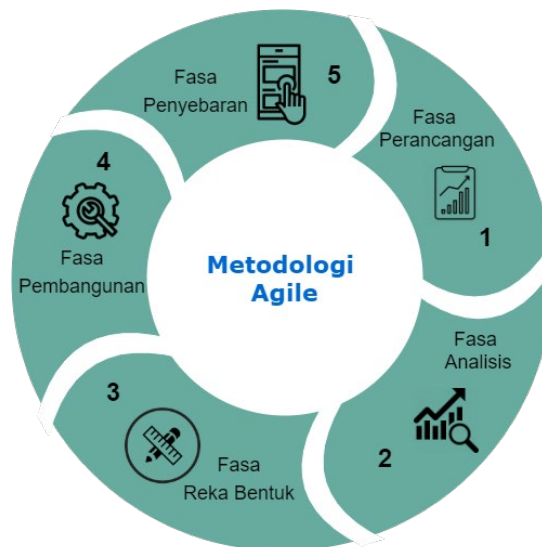 Metodologi
Agile
Fasa
Perancangan
1
Fasa
Analisis
2
3
Fasa
Reka Bentuk
4
Fasa
Pembangunan
Fasa
Penyebaran
5